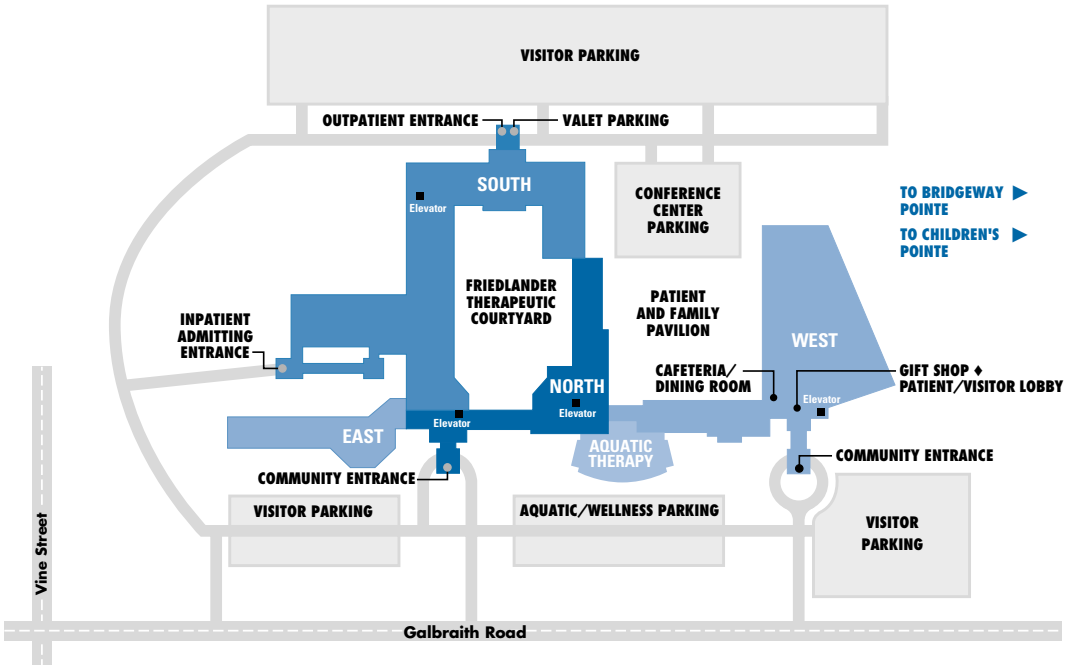 VISITOR PARKING
OUTPATIENT ENTRANCE
VALET PARKING
SOUTH
Elevator
CONFERENCE
CENTER
PARKING
TO BRIDGEWAY
POINTE
TO CHILDREN'S
POINTE
FRIEDLANDER
THERAPEUTIC
COURTYARD
PATIENT
AND FAMILY
PAVILION
INPATIENT
ADMITTING
ENTRANCE
WEST
CAFETERIA/
DINING ROOM
GIFT SHOP ♦
PATIENT/VISITOR LOBBY
Elevator
NORTH
Elevator
Elevator
EAST
AQUATIC
THERAPY
COMMUNITY ENTRANCE
COMMUNITY ENTRANCE
VISITOR PARKING
AQUATIC/WELLNESS PARKING
VISITOR
PARKING
Vine Street
Galbraith Road